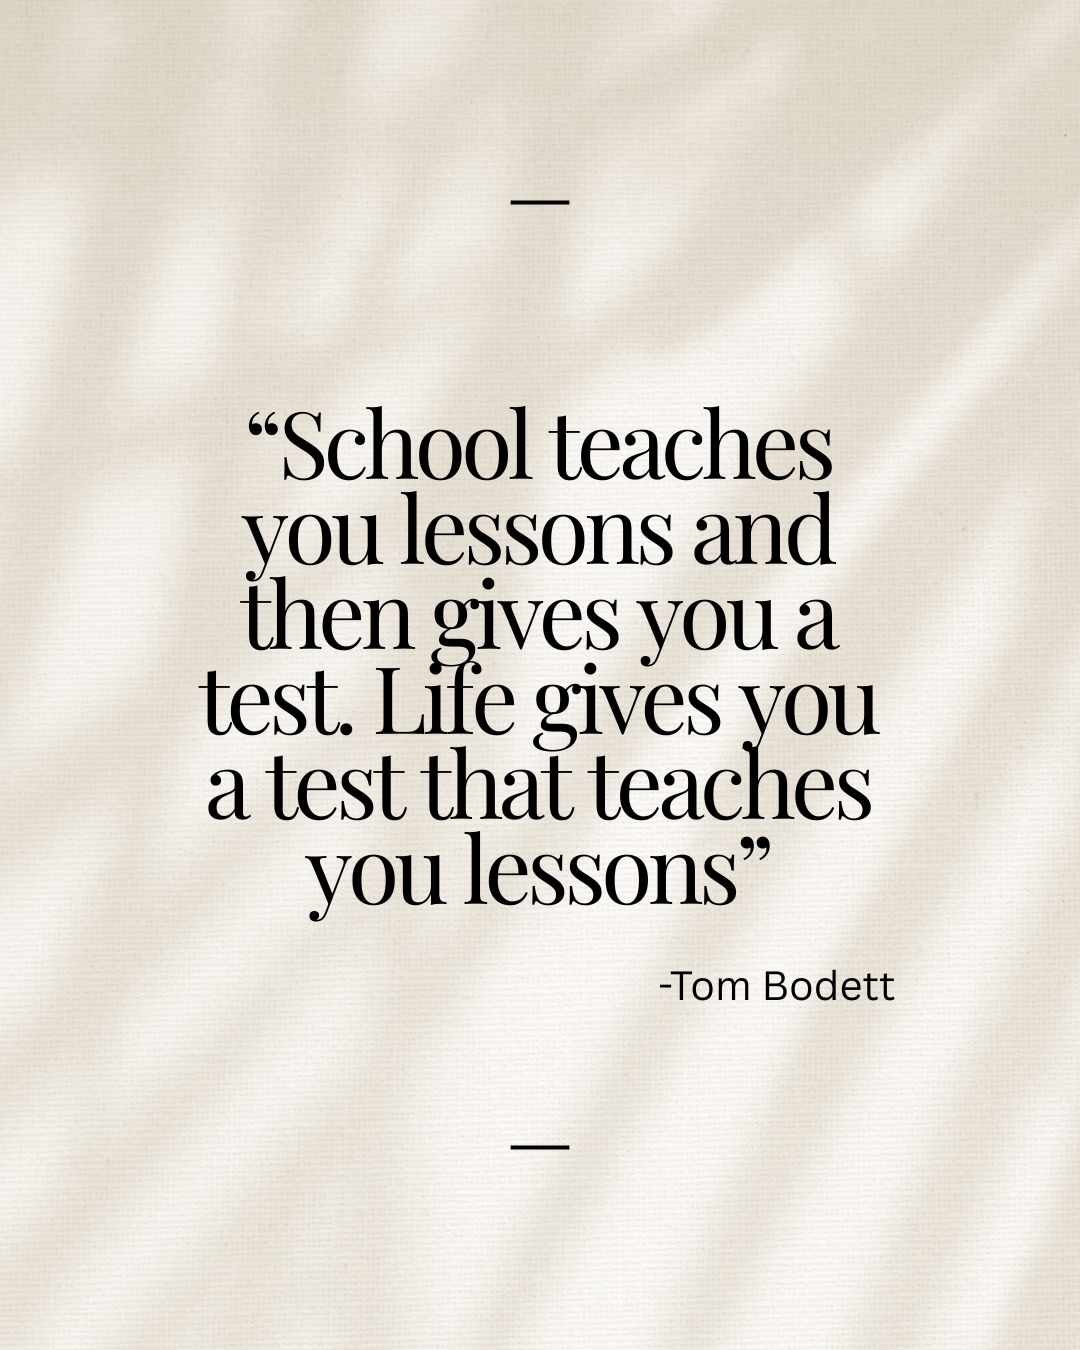 “School teaches
you lessons and
then gives you a
test. Life gives you
a test that teaches
you lessons”
-Tom Bodett